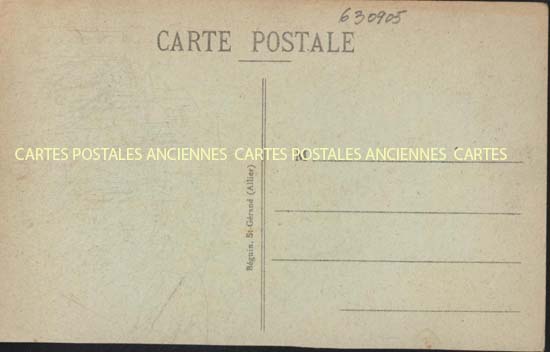 630905
CARTE POSTALE
CARTES POSTALES ANCIENNES CARTES POSTALES ANCIENNES CARTES
M
Béguin, St-Gérand (Allier)